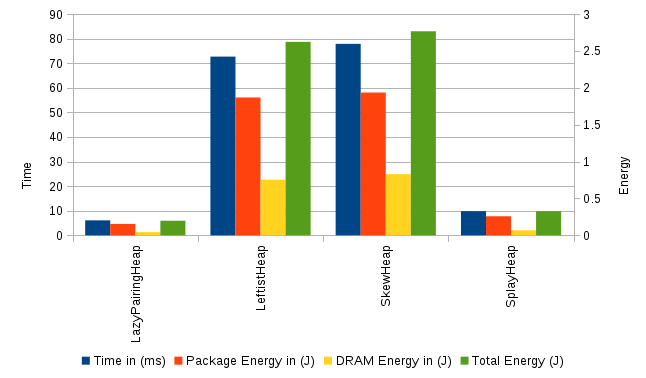 90
80
70
60
50
40
30
20
10
0
Time
3
2.5
2
1.5
1
0.5
0
Energy
LazyPairingHeap
LeftistHeap
SkewHeap
SplayHeap
Time in (ms) Package Energy in (J) DRAM Energy in (J) Total Energy (J)